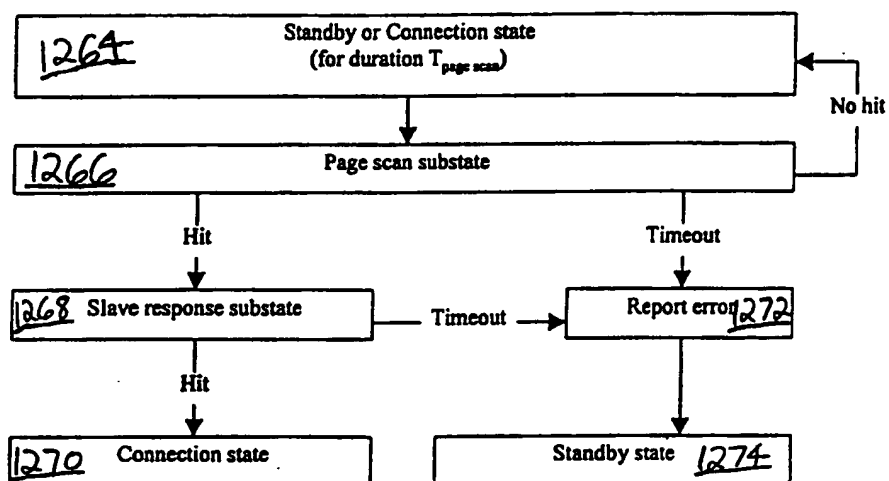 1264
Standby or Connection state
(for duration Tpage scan)
No hit
1266
Page scan substate
Hit
Timeout
1268 Slave response substate
Timeout
Report error 1272
Hit
1270 Connection state
Standby state 1274